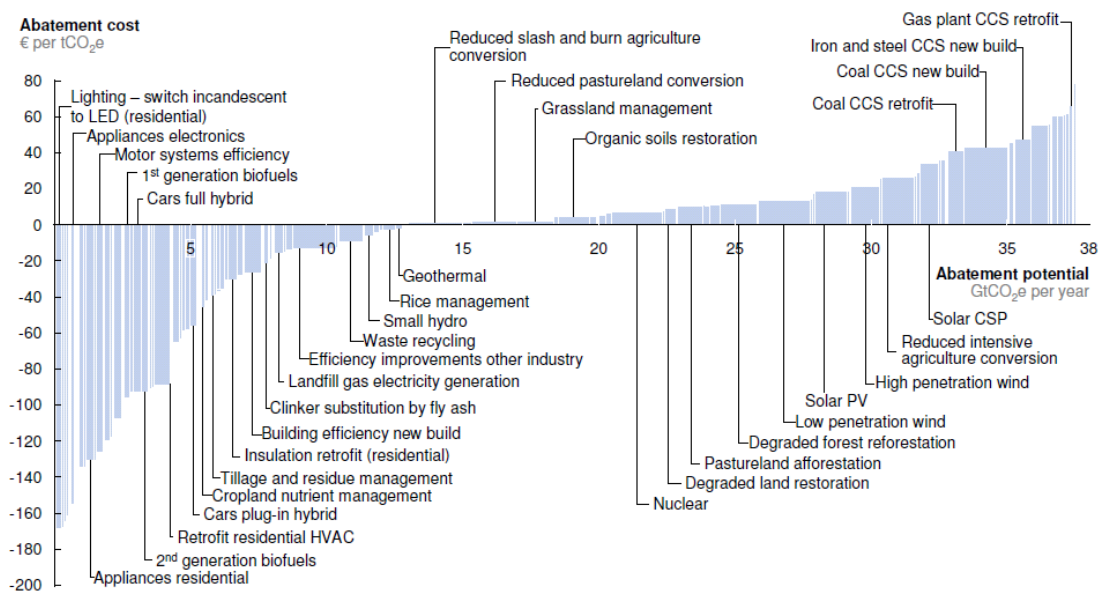 Abatement cost
€ per tCO2e
Gas plant CCS retrofit
Reduced slash and burn agriculture
conversion
Iron and steel CCS new build
Coal CCS new build
Reduced pastureland conversion
80
Lighting – switch incandescent
to LED (residential)
Grassland management
Coal CCS retrofit
60
Appliances electronics
Organic soils restoration
40
Motor systems efficiency
1st generation biofuels
20
Cars full hybrid
0
5
10
15
20
25
30
35
38
-20
Geothermal
Abatement potential
GtCO2e per year
-40
Rice management
Small hydro
Solar CSP
-60
Waste recycling
Reduced intensive
agriculture conversion
Efficiency improvements other industry
-80
Landfill gas electricity generation
High penetration wind
Solar PV
-100
Clinker substitution by fly ash
Low penetration wind
Building efficiency new build
-120
Degraded forest reforestation
Insulation retrofit (residential)
Pastureland afforestation
-140
Tillage and residue management
Degraded land restoration
Cropland nutrient management
Nuclear
-160
Cars plug-in hybrid
Retrofit residential HVAC
-180
2nd generation biofuels
Appliances residential
-200